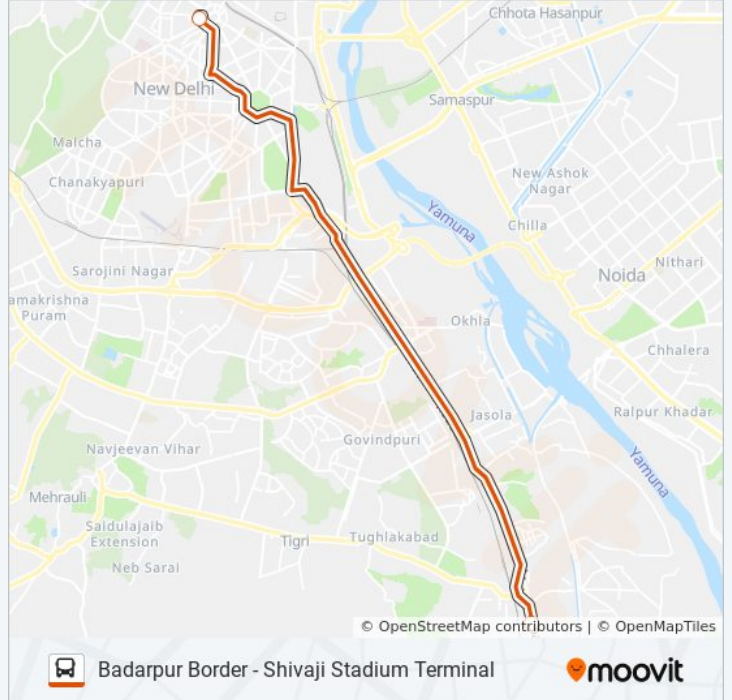 Chhota Hasanpur
New Delhi
Samaspur
Malcha
Chanakyapuri
New Ashok
Nagar
Yamuna
Chilla
Sarojini Nagar
Nithari
Noida
amakrishna
Puram
Okhla
Chhalera
Jasola
Ralpur Khadar
Govindpuri
Navjeevan Vihar
Yamuna
Mehrauli
Saidulajaib
Extension
Tigri
Tughlakabad
Neb Sarai
© OpenStreetMap contributors | © OpenMapTiles
Badarpur Border - Shivaji Stadium Terminal
moovit